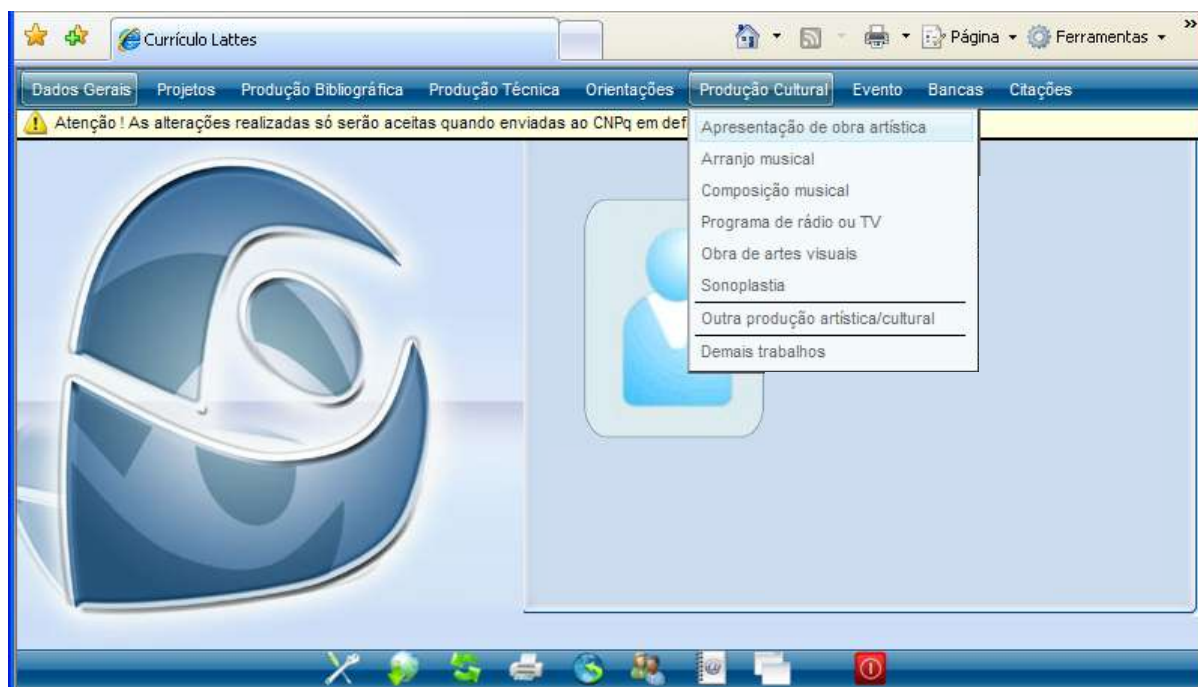 Currículo Lattes
Página
Ferramentas
»
Dados Gerais Projetos Produção Bibliográfica Produção Técnica Orientações Produção Cultural Evento Bancas Citações
Atenção ! As alterações realizadas só serão aceitas quando enviadas ao CNPq em def
Apresentação de obra artística
Arranjo musical
Composição musical
Programa de rádio ou TV
Obra de artes visuais
Sonoplastia
Outra produção artística/cultural
Demais trabalhos